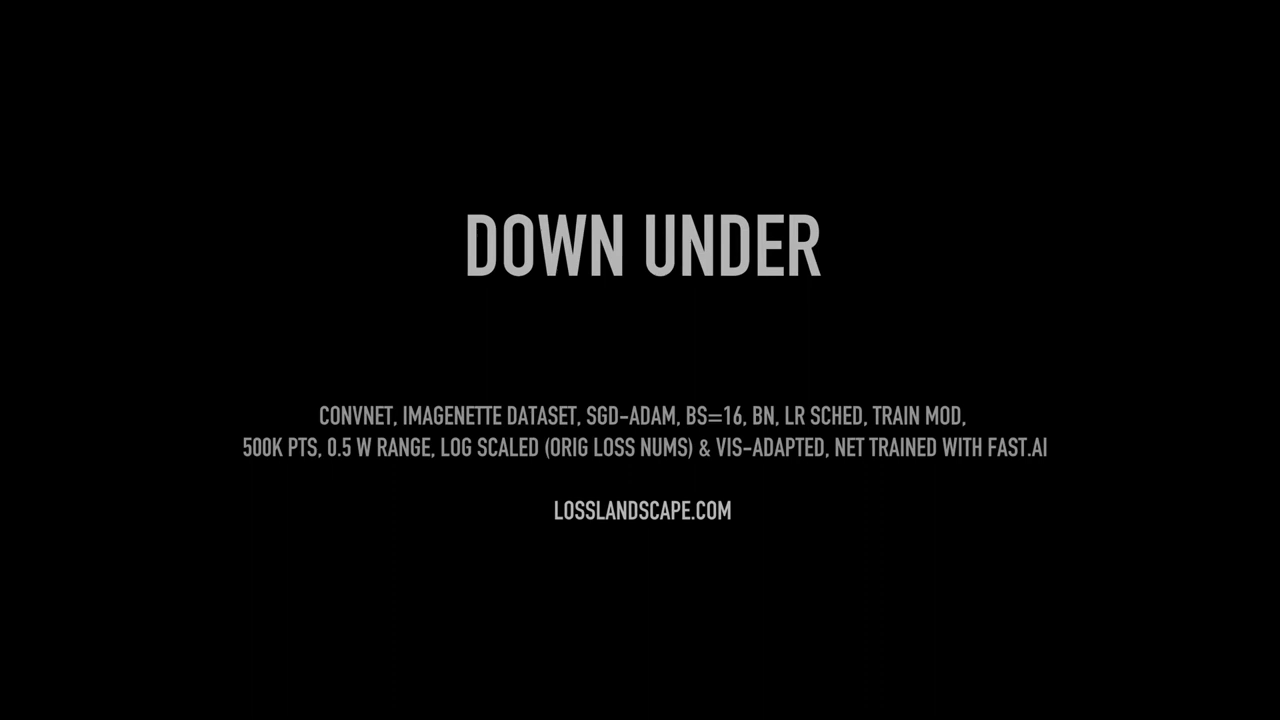 DOWN UNDER
CONVNET, IMAGENETTE DATASET, SGD-ADAM, BS=16, BN, LR SCHED, TRAIN MOD,
500K PTS, 0.5 W RANGE, LOG SCALED (ORIG LOSS NUMS) & VIS-ADAPTED, NET TRAINED WITH FAST.AI
LOSSLANDSCAPE.COM